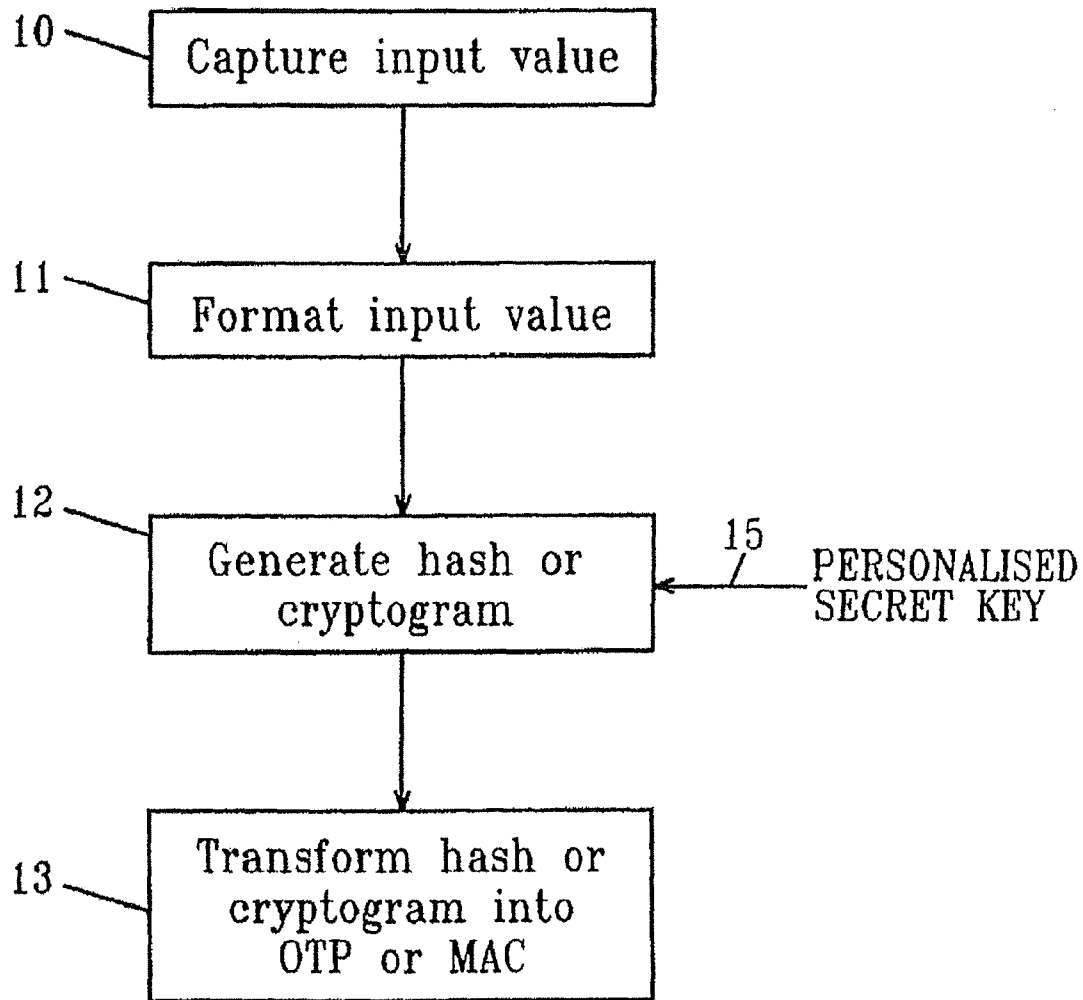 10
Capture input value
11
Format input value
12
Generate hash or
cryptogram
15
PERSONALISED
SECRET KEY
13
Transform hash or
cryptogram into
OTP or MAC